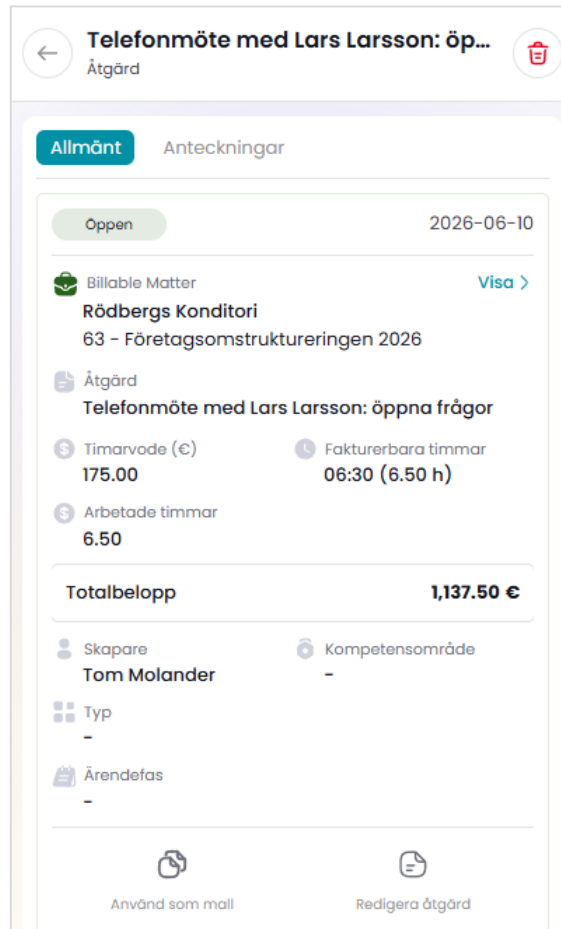 Telefonmöte med Lars Larsson: öp...
Åtgärd
Allmänt Anteckningar
Öppen 2026-06-10
Billable Matter Visa >
Rödbergs Konditori
63 - Företagsomstruktureringen 2026
Åtgärd
Telefonmöte med Lars Larsson: öppna frågor
Timarvode (€) Fakturerbara timmar
175.00 06:30 (6.50 h)
Arbetade timmar
6.50
Totalbelopp 1,137.50 €
Skapare Kompetensområde
Tom Molander -
Typ
-
Ärendefas
-
Använd som mall Redigera åtgärd